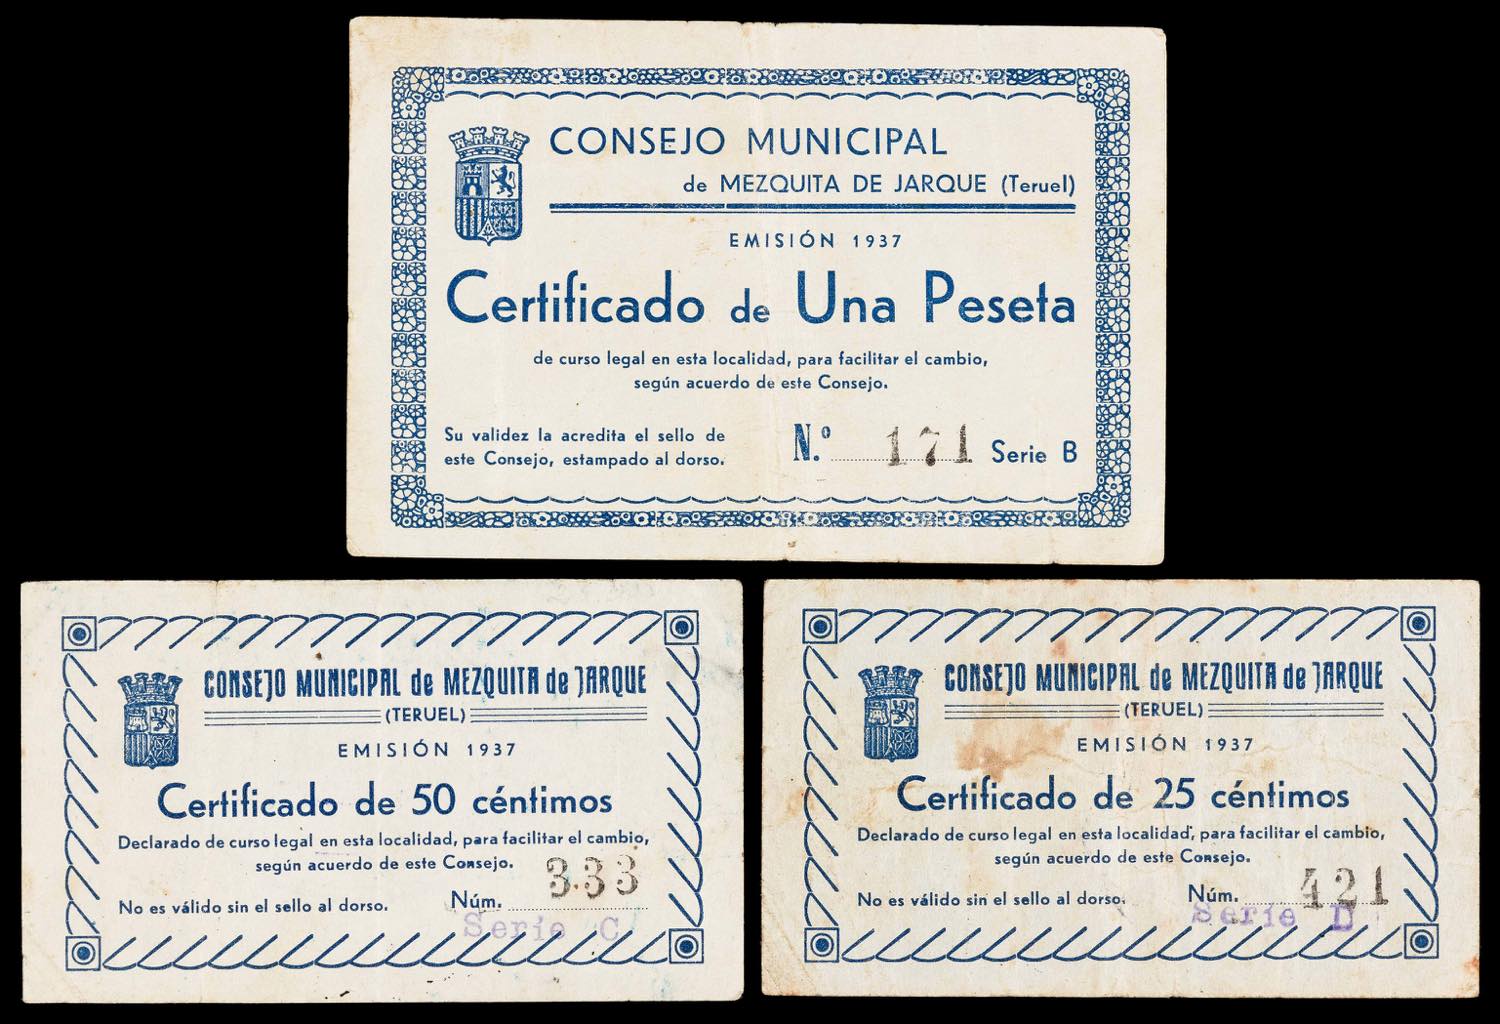 CONSEJO MUNICIPAL
de MEZQUITA DE JARQUE (Teruel)
EMISIÓN 1937
Certificado de Una Peseta
de curso legal en esta localidad, para facilitar el cambio,
según acuerdo de este Consejo.
Su validez la acredita el sello de
este Consejo, estampado al dorso.
N.º 171 Serie B
CONSEJO MUNICIPAL de MEZQUITA de JARQUE
(TERUEL)
EMISIÓN 1937
Certificado de 50 céntimos
Declarado de curso legal en esta localidad, para facilitar el cambio,
según acuerdo de este Consejo.
No es válido sin el sello al dorso.
Núm. 333
Serie C
CONSEJO MUNICIPAL de MEZQUITA de JARQUE
(TERUEL)
EMISIÓN 1937
Certificado de 25 céntimos
Declarado de curso legal en esta localidad, para facilitar el cambio,
según acuerdo de este Consejo.
No es válido sin el sello al dorso.
Núm. 421
Serie D